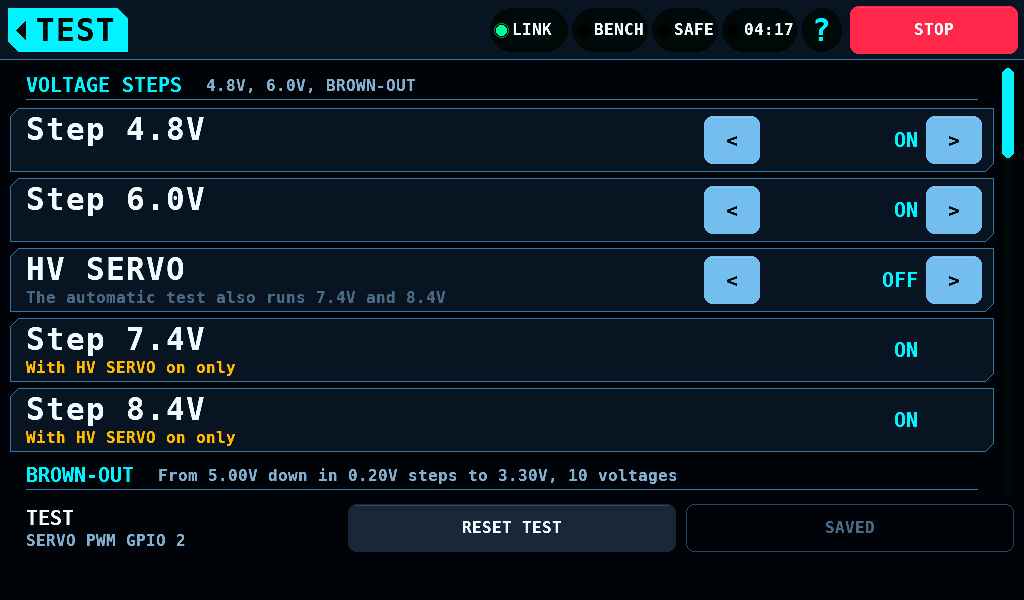 TEST
LINK
BENCH
SAFE
04:17
?
STOP
VOLTAGE STEPS 4.8V, 6.0V, BROWN-OUT
Step 4.8V
< ON >
Step 6.0V
< ON >
HV SERVO
The automatic test also runs 7.4V and 8.4V
< OFF >
Step 7.4V
With HV SERVO on only
ON
Step 8.4V
With HV SERVO on only
ON
BROWN-OUT From 5.00V down in 0.20V steps to 3.30V, 10 voltages
TEST
SERVO PWM GPIO 2
RESET TEST
SAVED